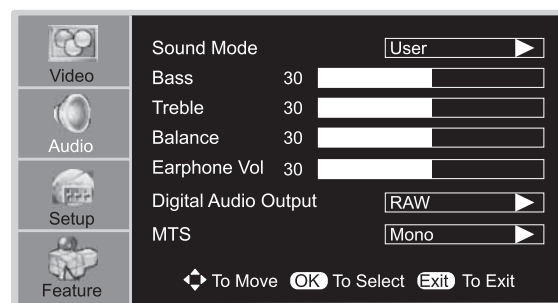 Video
Audio
Setup
Feature
Sound Mode User
Bass 30
Treble 30
Balance 30
Earphone Vol 30
Digital Audio Output RAW
MTS Mono
To Move OK To Select Exit To Exit